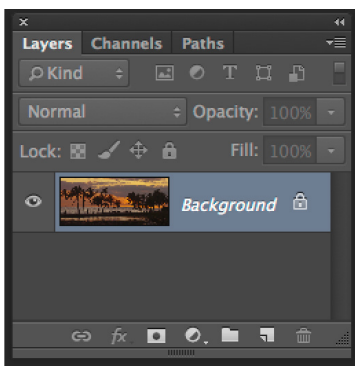 Layers Channels Paths
Kind T
Normal Opacity: 100%
Lock: Fill: 100%
Background
fx